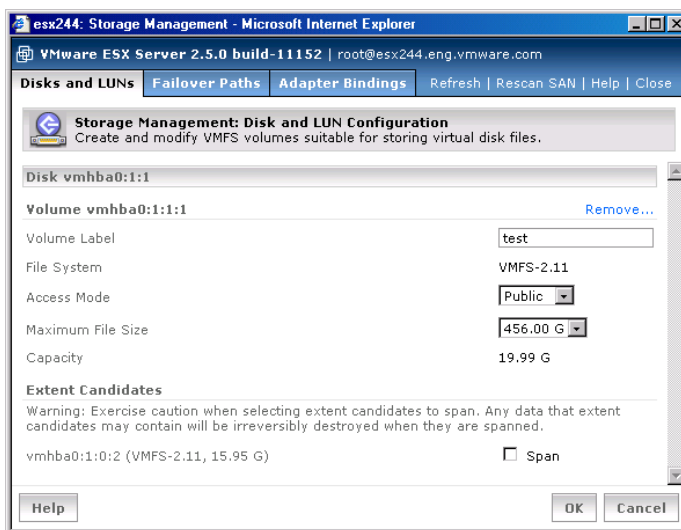 esx244: Storage Management - Microsoft Internet Explorer
VMware ESX Server 2.5.0 build-11152 | root@esx244.eng.vmware.com
Disks and LUNs Failover Paths Adapter Bindings Refresh | Rescan SAN | Help | Close
Storage Management: Disk and LUN Configuration
Create and modify VMFS volumes suitable for storing virtual disk files.
Disk vmhba0:1:1
Volume vmhba0:1:1:1 Remove...
Volume Label test
File System VMFS-2.11
Access Mode Public
Maximum File Size 456.00 G
Capacity 19.99 G
Extent Candidates
Warning: Exercise caution when selecting extent candidates to span. Any data that extent
candidates may contain will be irreversibly destroyed when they are spanned.
vmhba0:1:0:2 (VMFS-2.11, 15.95 G) Span
Help OK Cancel